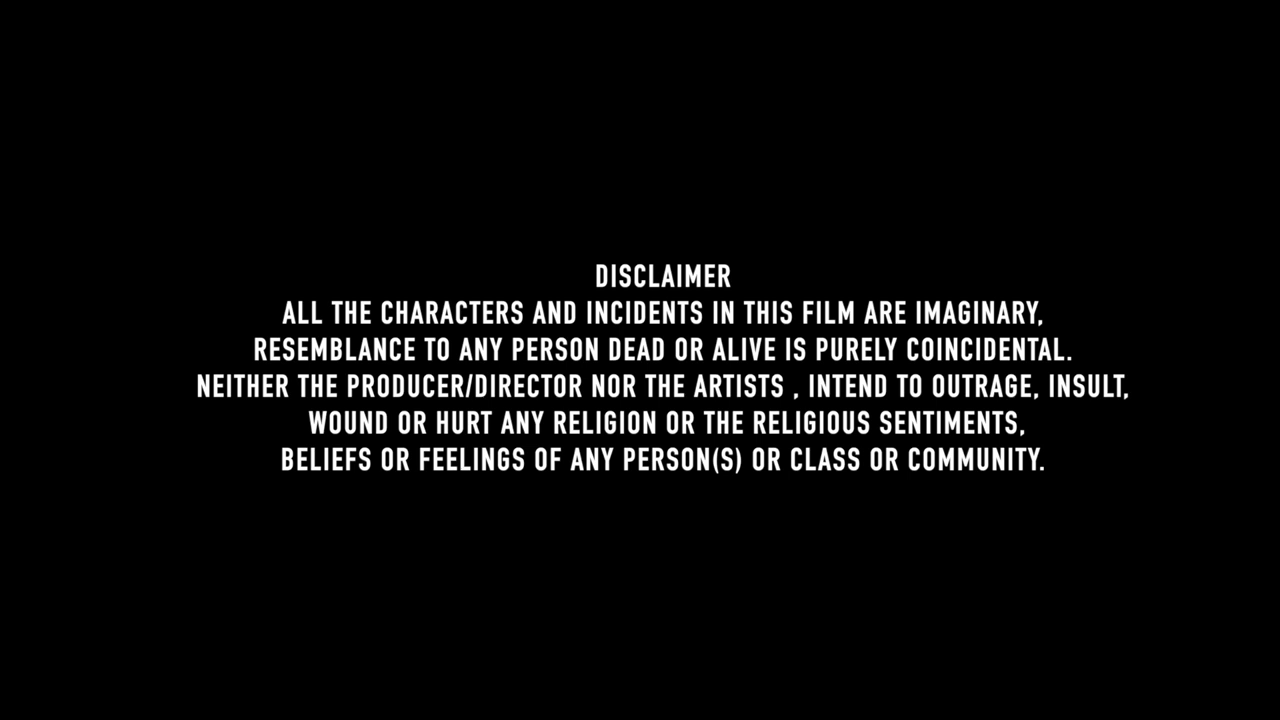 DISCLAIMER
ALL THE CHARACTERS AND INCIDENTS IN THIS FILM ARE IMAGINARY,
RESEMBLANCE TO ANY PERSON DEAD OR ALIVE IS PURELY COINCIDENTAL.
NEITHER THE PRODUCER/DIRECTOR NOR THE ARTISTS , INTEND TO OUTRAGE, INSULT,
WOUND OR HURT ANY RELIGION OR THE RELIGIOUS SENTIMENTS,
BELIEFS OR FEELINGS OF ANY PERSON(S) OR CLASS OR COMMUNITY.